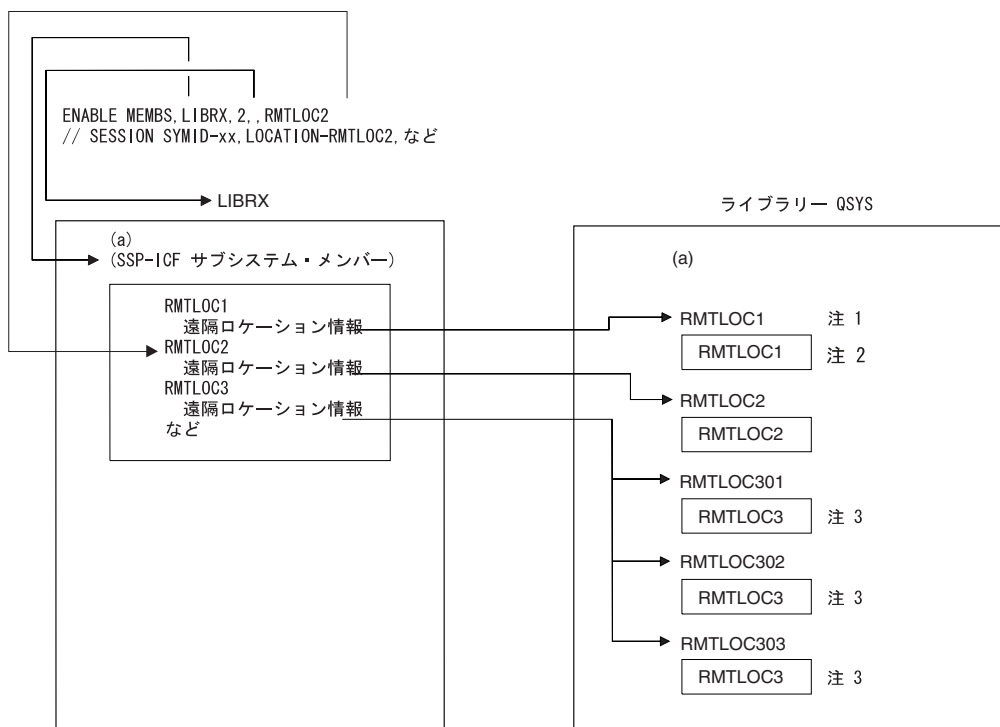 ENABLE MEMBS,LIBRX,2,,RMTLOC2
// SESSION SYMID-xx,LOCATION-RMTLOC2,など
LIBRX
(a)
(SSP-ICF サブシステム・メンバー)
RMTLOC1
遠隔ロケーション情報
RMTLOC2
遠隔ロケーション情報
RMTLOC3
遠隔ロケーション情報
など
ライブラリー QSYS
(a)
RMTLOC1 注 1
RMTLOC1 注 2
RMTLOC2
RMTLOC2
RMTLOC301
RMTLOC3 注 3
RMTLOC302
RMTLOC3 注 3
RMTLOC303
RMTLOC3 注 3